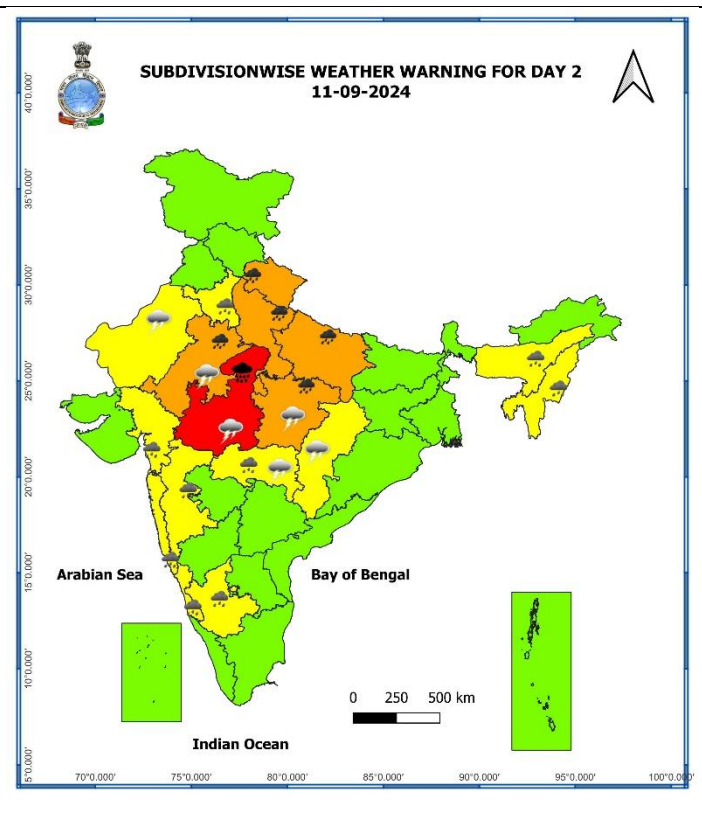 SUBDIVISIONWISE WEATHER WARNING FOR DAY 2
11-09-2024
40°0.000'
35°0.000'
30°0.000'
25°0.000'
20°0.000'
15°0.000'
10°0.000'
5°0.000'
Arabian Sea
Bay of Bengal
0 250 500 km
Indian Ocean
70°0.000' 75°0.000' 80°0.000' 85°0.000' 90°0.000' 95°0.000' 100°0.000'